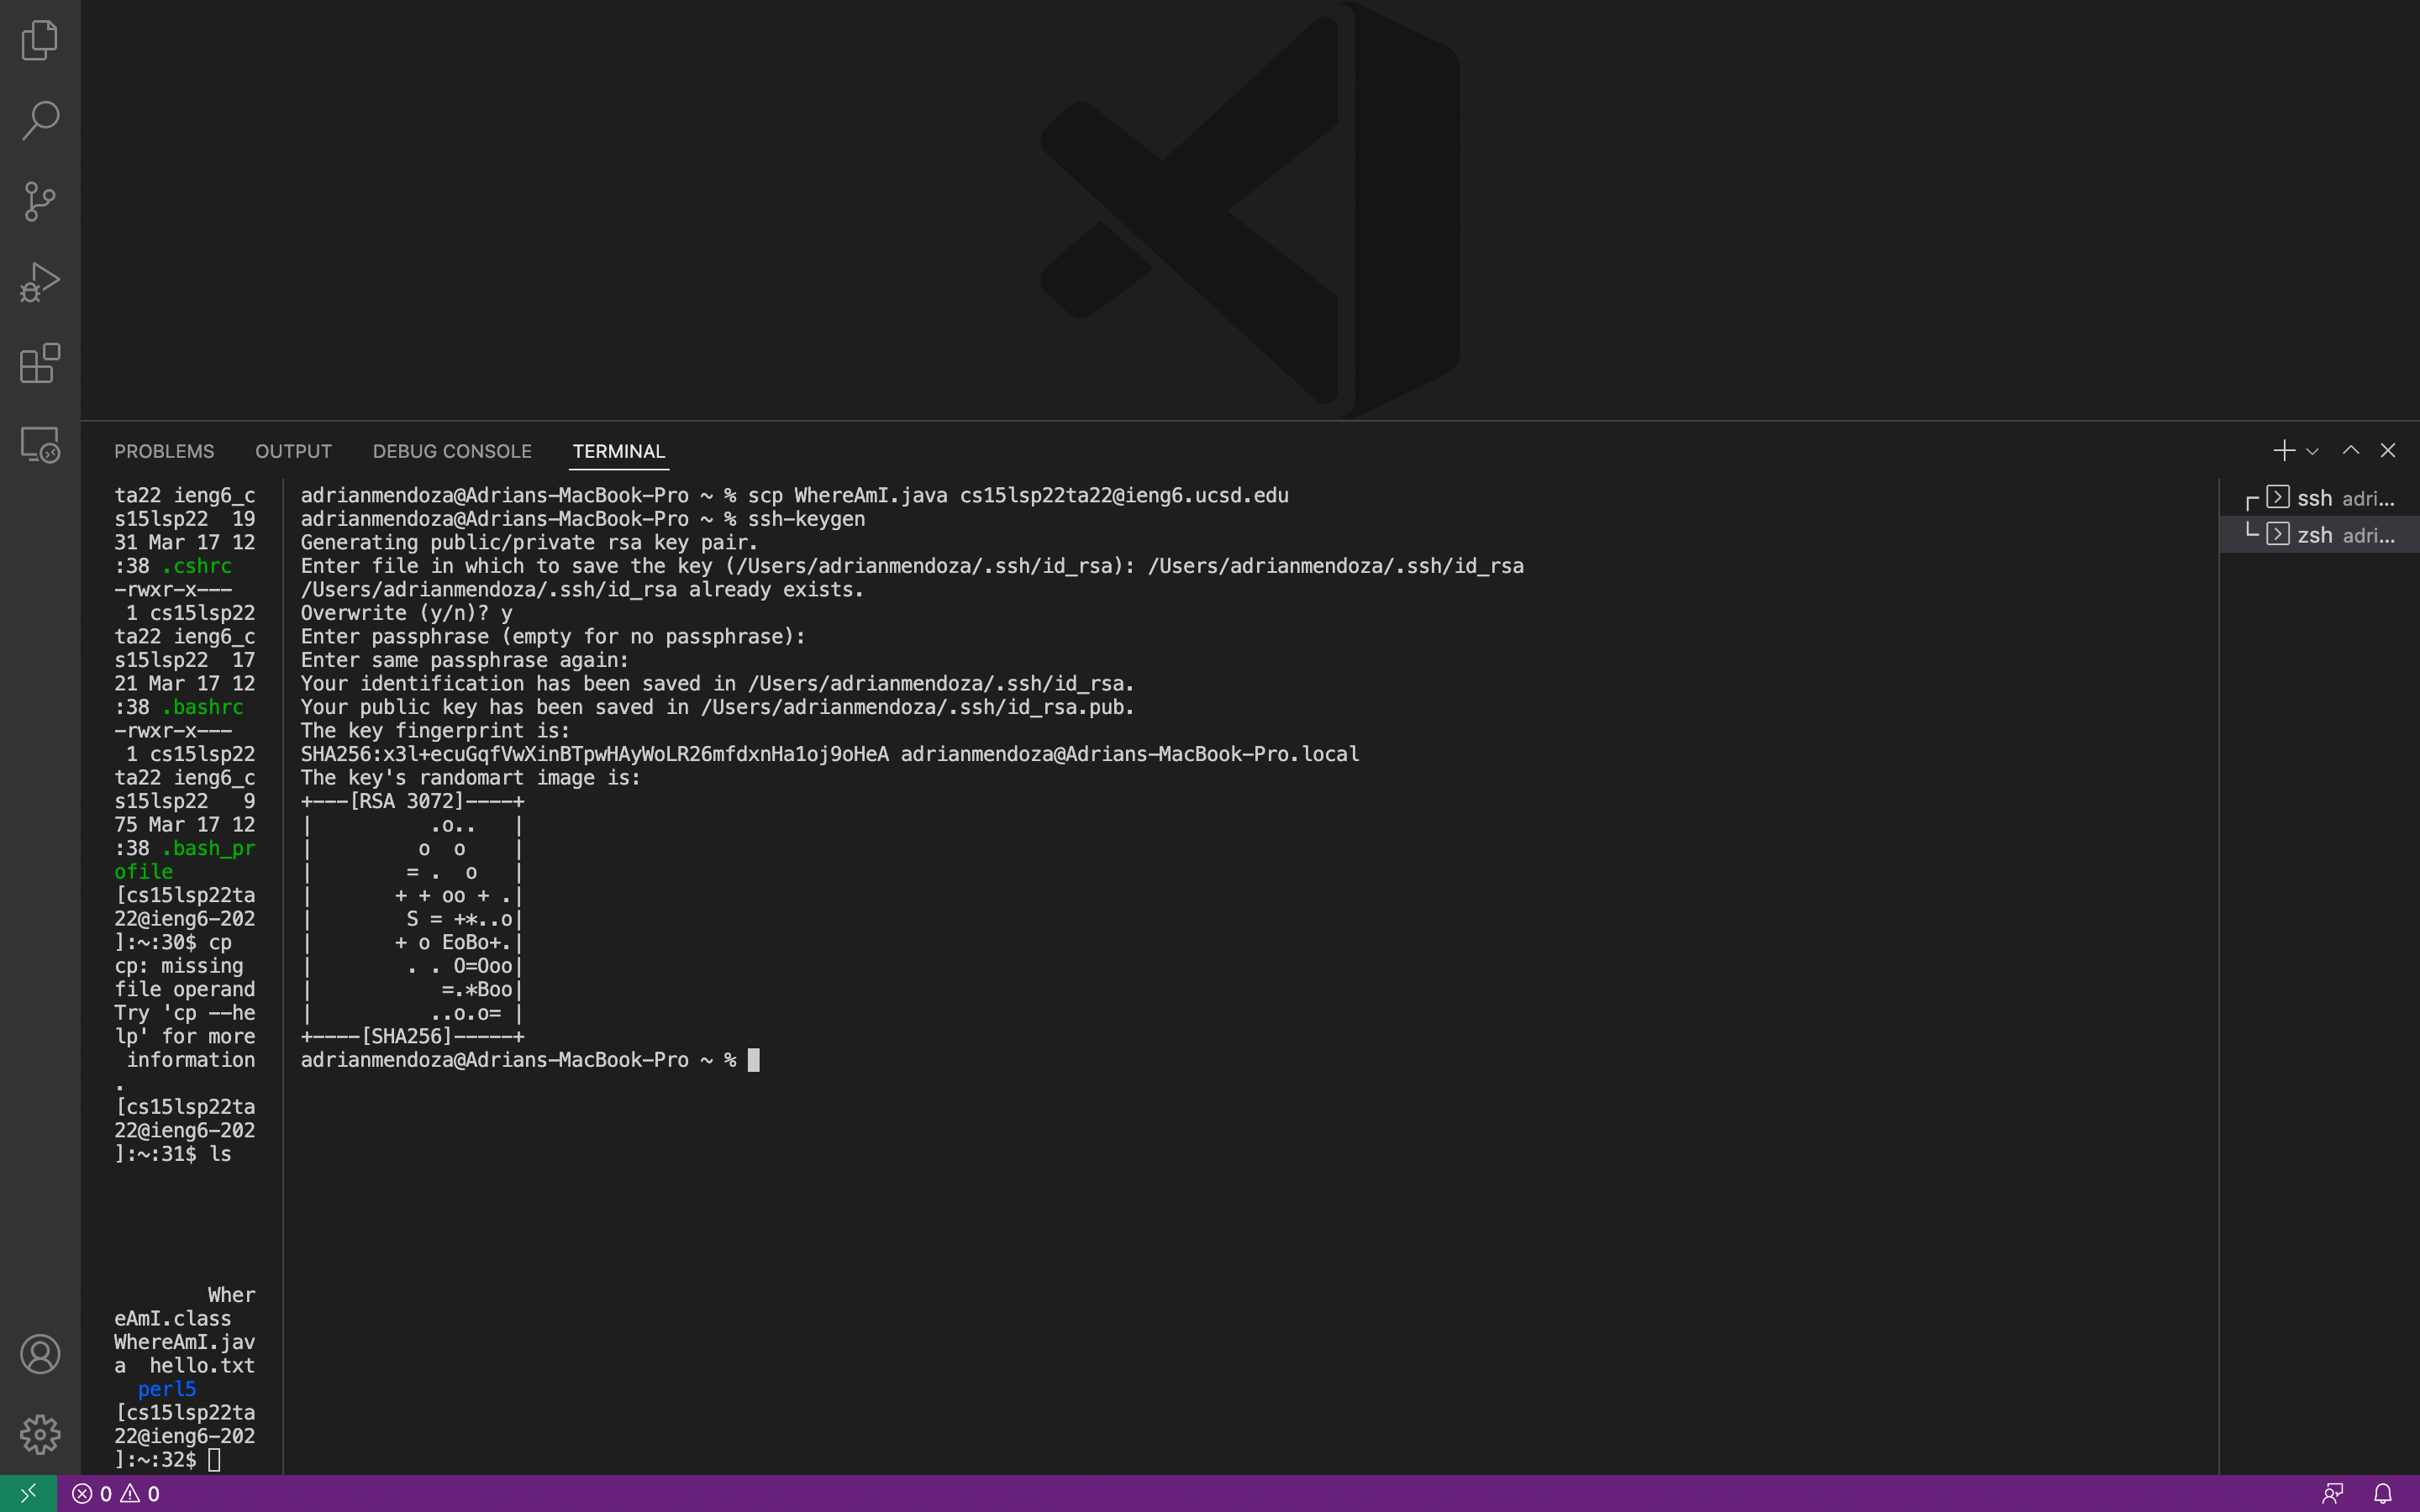 PROBLEMS OUTPUT DEBUG CONSOLE TERMINAL
ta22 ieng6_c
s15lsp22  19
31 Mar 17 12
:38 .cshrc
-rwxr-x---
 1 cs15lsp22
ta22 ieng6_c
s15lsp22  17
21 Mar 17 12
:38 .bashrc
-rwxr-x---
 1 cs15lsp22
ta22 ieng6_c
s15lsp22   9
75 Mar 17 12
:38 .bash_pr
ofile
[cs15lsp22ta
22@ieng6-202
]:~:30$ cp
cp: missing
file operand
Try 'cp --he
lp' for more
 information
.
[cs15lsp22ta
22@ieng6-202
]:~:31$ ls
        Wher
eAmI.class
WhereAmI.jav
a  hello.txt
  perl5
[cs15lsp22ta
22@ieng6-202
]:~:32$
adrianmendoza@Adrians-MacBook-Pro ~ % scp WhereAmI.java cs15lsp22ta22@ieng6.ucsd.edu
adrianmendoza@Adrians-MacBook-Pro ~ % ssh-keygen
Generating public/private rsa key pair.
Enter file in which to save the key (/Users/adrianmendoza/.ssh/id_rsa): /Users/adrianmendoza/.ssh/id_rsa
/Users/adrianmendoza/.ssh/id_rsa already exists.
Overwrite (y/n)? y
Enter passphrase (empty for no passphrase):
Enter same passphrase again:
Your identification has been saved in /Users/adrianmendoza/.ssh/id_rsa.
Your public key has been saved in /Users/adrianmendoza/.ssh/id_rsa.pub.
The key fingerprint is:
SHA256:x3l+ecuGqfVwXinBTpwHAyWoLR26mfdxnHa1oj9oHeA adrianmendoza@Adrians-MacBook-Pro.local
The key's randomart image is:
+---[RSA 3072]----+
|          .o..   |
|         o  o    |
|        = .  o   |
|       + + oo + .|
|        S = +*..o|
|       + o EoBo+.|
|        . . O=Ooo|
|           =.*Boo|
|          ..o.o= |
+----[SHA256]-----+
adrianmendoza@Adrians-MacBook-Pro ~ %
ssh adri...
zsh adri...
0 0